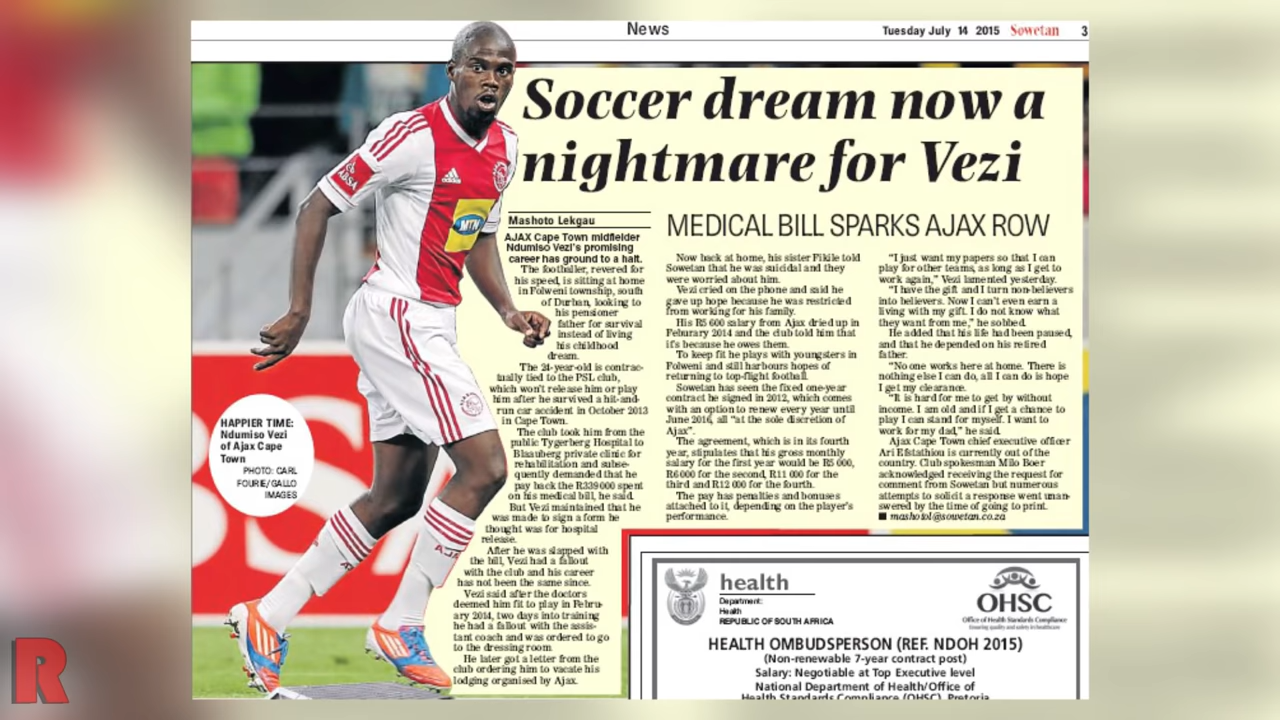 News
Tuesday July 14 2015 Sowetan 3
Soccer dream now a
nightmare for Vezi
Mashoto Lekgau
MEDICAL BILL SPARKS AJAX ROW
AJAX Cape Town midfielder
Ndumiso Vezi's promising
career has ground to a halt.
The footballer, revered for
his speed, is sitting at home
in Folweni township, south
of Durban, looking to
his pensioner
father for survival
instead of living
his childhood
dream.
The 24-year-old is contrac-
tually tied to the PSL club,
which won't release him or play
him after he survived a hit-and-
run car accident in October 2013
in Cape Town.
The club took him from the
public Tygerberg Hospital to
Blaauberg private clinic for
rehabilitation and subse-
quently demanded that he
pay back the R339 000 spent
on his medical bill, he said.
But Vezi maintained that he
was made to sign a form he
thought was for hospital
release.
After he was slapped with
the bill, Vezi had a fallout
with the club and his career
has not been the same since.
Vezi said after the doctors
deemed him fit to play in Febru-
ary 2014, two days into training
he had a fallout with the assis-
tant coach and was ordered to go
to the dressing room.
He later got a letter from the
club ordering him to vacate his
lodging organised by Ajax.
Now back at home, his sister Fikile told
Sowetan that he was suicidal and they
were worried about him.
Vezi cried on the phone and said he
gave up hope because he was restricted
from working for his family.
His R5 600 salary from Ajax dried up in
Feburary 2014 and the club told him that
it's because he owes them.
To keep fit he plays with youngsters in
Folweni and still harbours hopes of
returning to top-flight football.
Sowetan has seen the fixed one-year
contract he signed in 2012, which comes
with an option to renew every year until
June 2016, all "at the sole discretion of
Ajax".
The agreement, which is in its fourth
year, stipulates that his gross monthly
salary for the first year would be R5 000,
R6 000 for the second, R11 000 for the
third and R12 000 for the fourth.
The pay has penalties and bonuses
attached to it, depending on the player's
performance.
"I just want my papers so that I can
play for other teams, as long as I get to
work again," Vezi lamented yesterday.
"I have the gift and I turn non-believers
into believers. Now I can't even earn a
living with my gift. I do not know what
they want from me," he sobbed.
He added that his life had been paused,
and that he depended on his retired
father.
"No one works here at home. There is
nothing else I can do, all I can do is hope
I get my clearance.
"It is hard for me to get by without
income. I am old and if I get a chance to
play I can stand for myself. I want to
work for my dad," he said.
Ajax Cape Town chief executive officer
Ari Efstathiou is currently out of the
country. Club spokesman Milo Boer
acknowledged receiving the request for
comment from Sowetan but numerous
attempts to solicit a response went unan-
swered by the time of going to print.
■ mashotol@sowetan.co.za
HAPPIER TIME:
Ndumiso Vezi
of Ajax Cape
Town
PHOTO: CARL
FOURIE/GALLO
IMAGES
ABSA
adidas
MTN
health
Department:
Health
REPUBLIC OF SOUTH AFRICA
OHSC
Office of Health Standards Compliance
Ensuring quality and safety in healthcare
HEALTH OMBUDSPERSON (REF. NDOH 2015)
(Non-renewable 7-year contract post)
Salary: Negotiable at Top Executive level
National Department of Health/Office of
Health Standards Compliance (OHSC), Pretoria
R